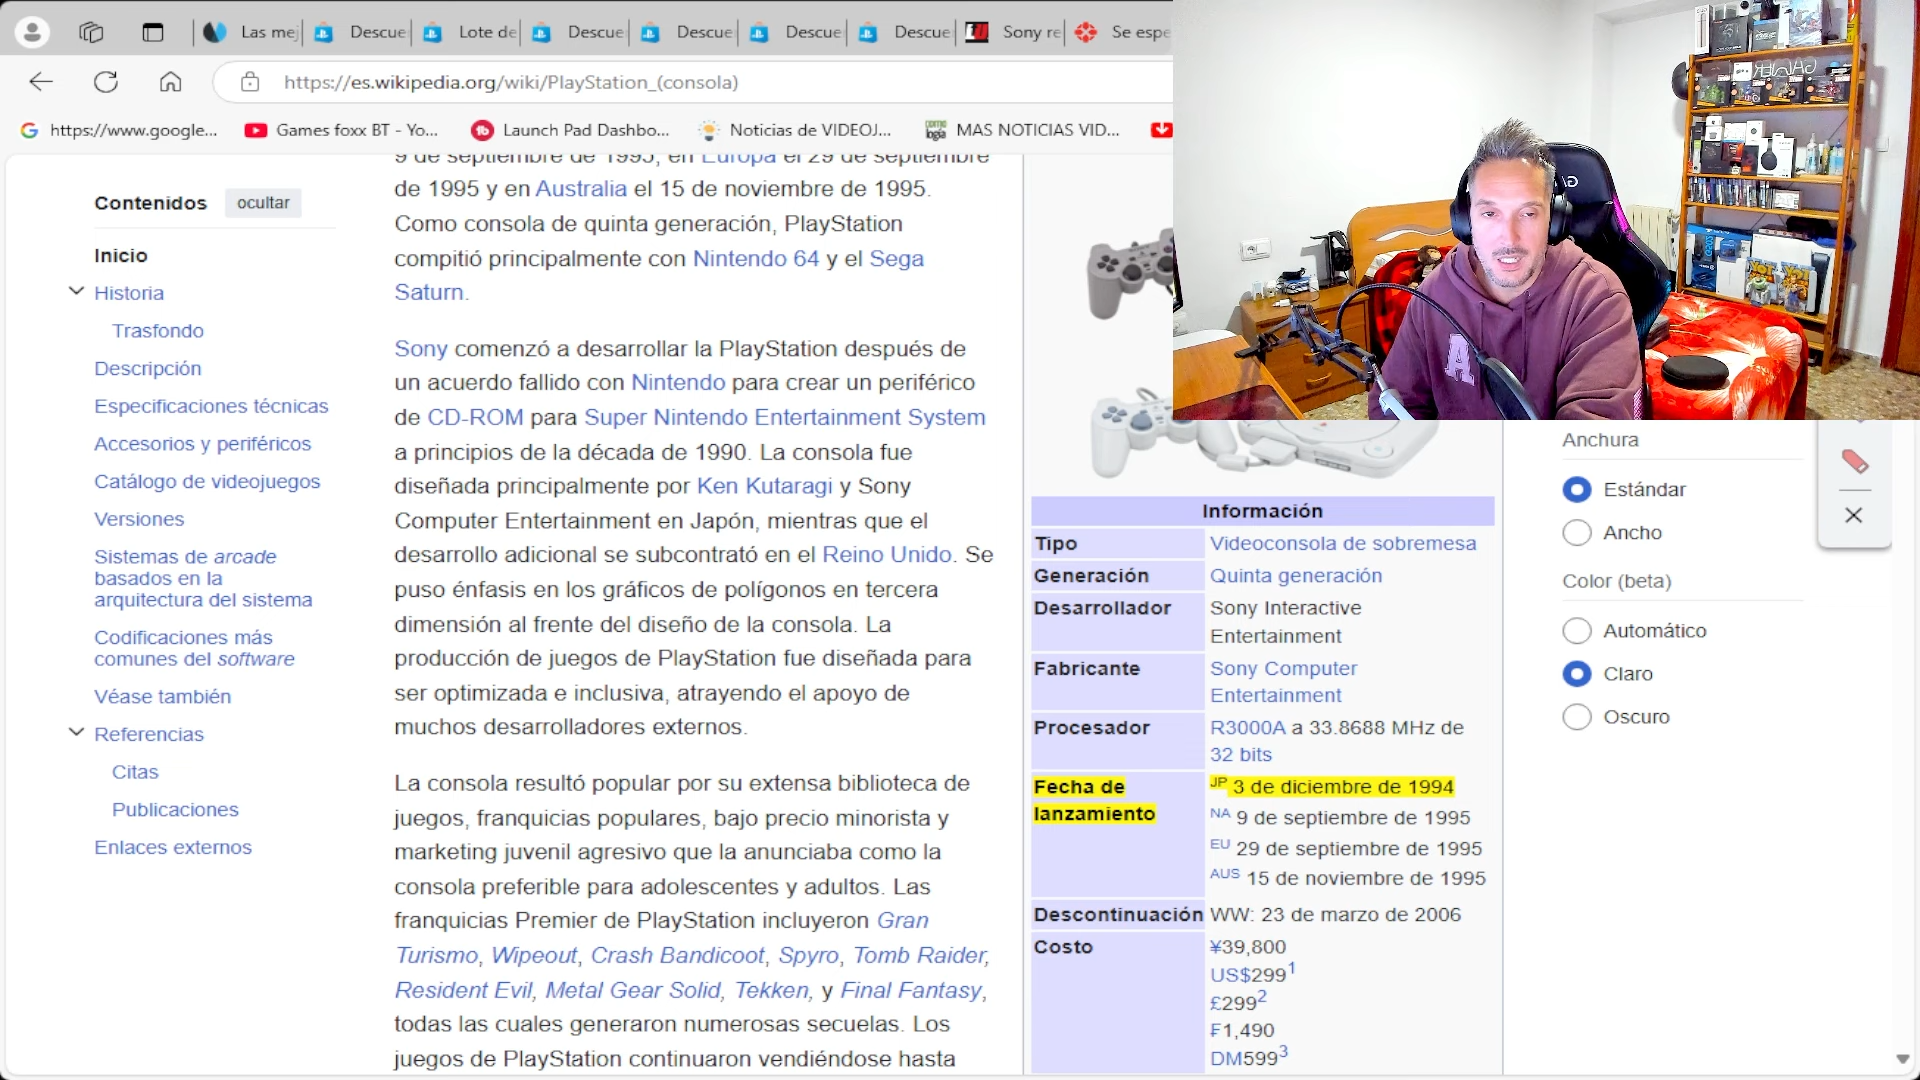 Las mej
Descue
Lote de
Descue
Descue
Descue
Descue
Sony re
Se espe
https://es.wikipedia.org/wiki/PlayStation_(consola)
https://www.google...
Games foxx BT - Yo...
Launch Pad Dashbo...
Noticias de VIDEOJ...
MAS NOTICIAS VID...
Contenidos
ocultar
Inicio
Historia
Trasfondo
Descripción
Especificaciones técnicas
Accesorios y periféricos
Catálogo de videojuegos
Versiones
Sistemas de arcade
basados en la
arquitectura del sistema
Codificaciones más
comunes del software
Véase también
Referencias
Citas
Publicaciones
Enlaces externos
9 de septiembre de 1995, en Europa el 29 de septiembre
de 1995 y en Australia el 15 de noviembre de 1995.
Como consola de quinta generación, PlayStation
compitió principalmente con Nintendo 64 y el Sega
Saturn.
Sony comenzó a desarrollar la PlayStation después de
un acuerdo fallido con Nintendo para crear un periférico
de CD-ROM para Super Nintendo Entertainment System
a principios de la década de 1990. La consola fue
diseñada principalmente por Ken Kutaragi y Sony
Computer Entertainment en Japón, mientras que el
desarrollo adicional se subcontrató en el Reino Unido. Se
puso énfasis en los gráficos de polígonos en tercera
dimensión al frente del diseño de la consola. La
producción de juegos de PlayStation fue diseñada para
ser optimizada e inclusiva, atrayendo el apoyo de
muchos desarrolladores externos.
La consola resultó popular por su extensa biblioteca de
juegos, franquicias populares, bajo precio minorista y
marketing juvenil agresivo que la anunciaba como la
consola preferible para adolescentes y adultos. Las
franquicias Premier de PlayStation incluyeron Gran
Turismo, Wipeout, Crash Bandicoot, Spyro, Tomb Raider,
Resident Evil, Metal Gear Solid, Tekken, y Final Fantasy,
todas las cuales generaron numerosas secuelas. Los
juegos de PlayStation continuaron vendiéndose hasta
Información
Tipo Videoconsola de sobremesa
Generación Quinta generación
Desarrollador Sony Interactive
Entertainment
Fabricante Sony Computer
Entertainment
Procesador R3000A a 33.8688 MHz de
32 bits
Fecha de JP 3 de diciembre de 1994
lanzamiento NA 9 de septiembre de 1995
EU 29 de septiembre de 1995
AUS 15 de noviembre de 1995
Descontinuación WW: 23 de marzo de 2006
Costo ¥39,800
US$299¹
£299²
₣1,490
DM599³
Anchura
Estándar
Ancho
Color (beta)
Automático
Claro
Oscuro
A